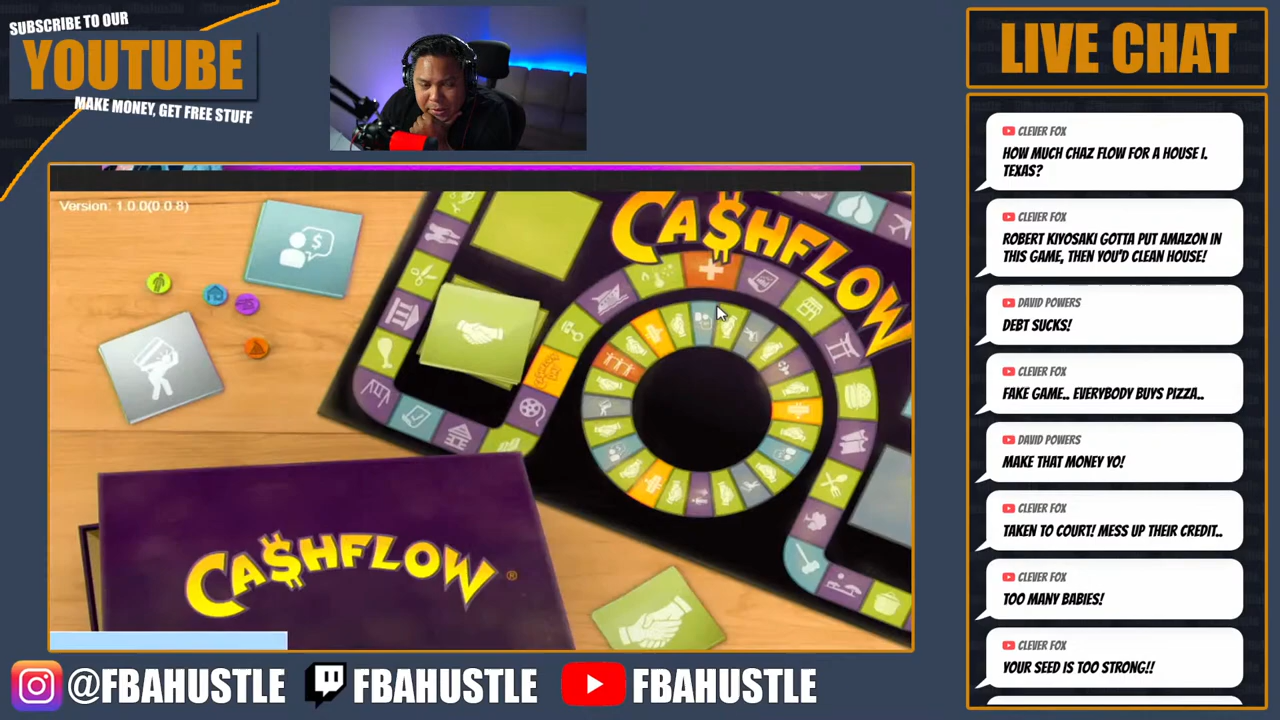 SUBSCRIBE TO OUR
YOUTUBE
MAKE MONEY, GET FREE STUFF
LIVE CHAT
CLEVER FOX
HOW MUCH CHAZ FLOW FOR A HOUSE I.
TEXAS?
CLEVER FOX
ROBERT KIYOSAKI GOTTA PUT AMAZON IN
THIS GAME, THEN YOU'D CLEAN HOUSE!
DAVID POWERS
DEBT SUCKS!
CLEVER FOX
FAKE GAME.. EVERYBODY BUYS PIZZA..
DAVID POWERS
MAKE THAT MONEY YO!
CLEVER FOX
TAKEN TO COURT! MESS UP THEIR CREDIT..
CLEVER FOX
TOO MANY BABIES!
CLEVER FOX
YOUR SEED IS TOO STRONG!!
Version: 1.0.0(0.0.8)
CA$HFLOW
CA$HFLOW®
@FBAHUSTLE
FBAHUSTLE
FBAHUSTLE